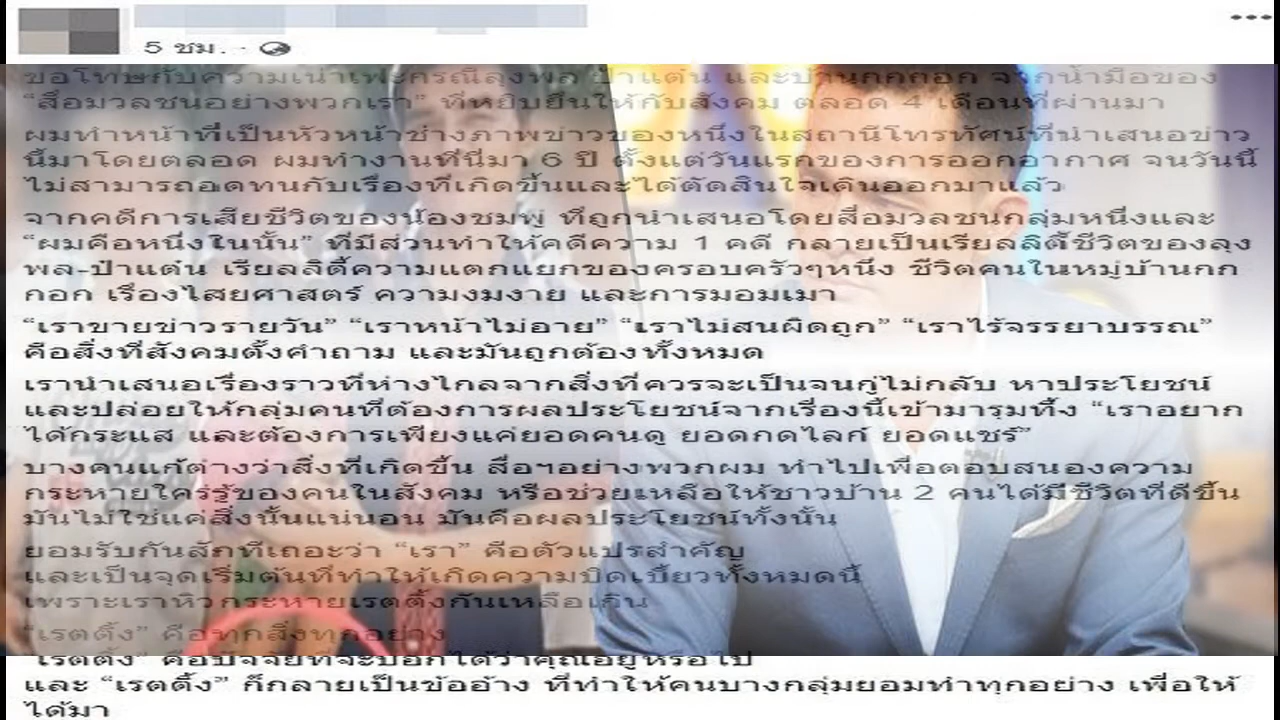 5 ชม.
ขอโทษกับความเน่าเฟะกรณีลุงพล ป้าแต๋น และบ้านกกกอก จากน้ำมือของ
“สื่อมวลชนอย่างพวกเรา” ที่หยิบยื่นให้กับสังคม ตลอด 4 เดือนที่ผ่านมา
ผมทำหน้าที่เป็นหัวหน้าช่างภาพข่าวของหนึ่งในสถานีโทรทัศน์ที่นำเสนอข่าว
นี้มาโดยตลอด ผมทำงานที่นี่มา 6 ปี ตั้งแต่วันแรกของการออกอากาศ จนวันนี้
ไม่สามารถอดทนกับเรื่องที่เกิดขึ้นและได้ตัดสินใจเดินออกมาแล้ว
จากคดีการเสียชีวิตของน้องชมพู่ ที่ถูกนำเสนอโดยสื่อมวลชนกลุ่มหนึ่งและ
“ผมคือหนึ่งในนั้น” ที่มีส่วนทำให้คดีความ 1 คดี กลายเป็นเรียลลิตี้ชีวิตของลุง
พล-ป้าแต๋น เรียลลิตี้ความแตกแยกของครอบครัวๆหนึ่ง ชีวิตคนในหมู่บ้านกก
กอก เรื่องไสยศาสตร์ ความงมงาย และการมอมเมา
“เราขายข่าวรายวัน” “เราหน้าไม่อาย” “เราไม่สนผิดถูก” “เราไร้จรรยาบรรณ”
คือสิ่งที่สังคมตั้งคำถาม และมันถูกต้องทั้งหมด
เรานำเสนอเรื่องราวที่ห่างไกลจากสิ่งที่ควรจะเป็นจนกู่ไม่กลับ หาประโยชน์
และปล่อยให้กลุ่มคนที่ต้องการผลประโยชน์จากเรื่องนี้เข้ามารุมทึ้ง “เราอยาก
ได้กระแส และต้องการเพียงแค่ยอดคนดู ยอดกดไลก์ ยอดแชร์”
บางคนแก้ต่างว่าสิ่งที่เกิดขึ้น สื่อฯอย่างพวกผม ทำไปเพื่อตอบสนองความ
กระหายใคร่รู้ของคนในสังคม หรือช่วยเหลือให้ชาวบ้าน 2 คนได้มีชีวิตที่ดีขึ้น
มันไม่ใช่แค่สิ่งนั้นแน่นอน มันคือผลประโยชน์ทั้งนั้น
ยอมรับกันสักทีเถอะว่า “เรา” คือตัวแปรสำคัญ
และเป็นจุดเริ่มต้นที่ทำให้เกิดความบิดเบี้ยวทั้งหมดนี้
เพราะเราหิวกระหายเรตติ้งกันเหลือเกิน
“เรตติ้ง” คือทุกสิ่งทุกอย่าง
“เรตติ้ง” คือปัจจัยที่จะบอกได้ว่าคุณอยู่หรือไป
และ “เรตติ้ง” ก็กลายเป็นข้ออ้าง ที่ทำให้คนบางกลุ่มยอมทำทุกอย่าง เพื่อให้
ได้มา